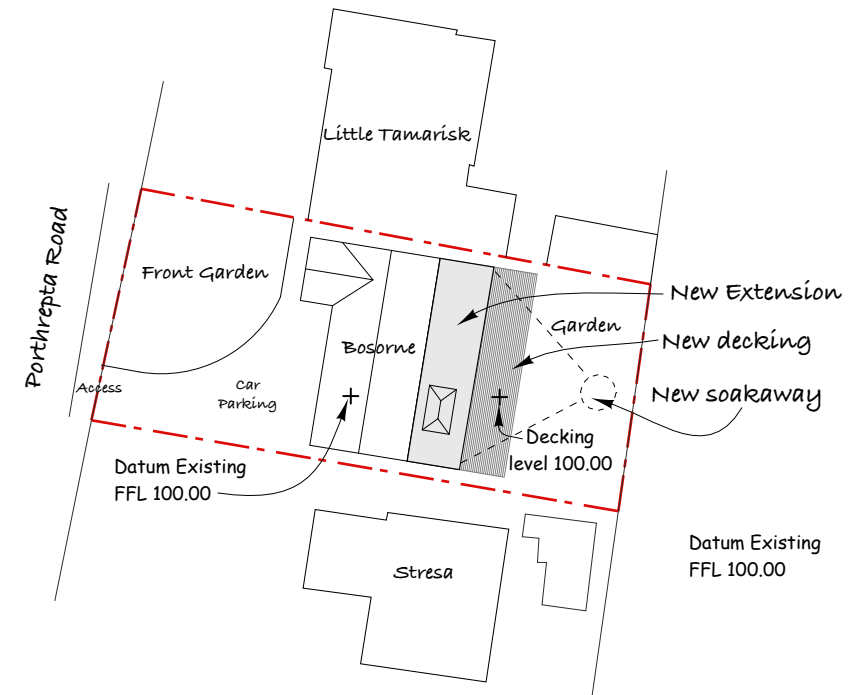 Little Tamarisk
Porthrepta Road
Front Garden
New Extension
Garden
New decking
Bosorne
Access
Car
Parking
New soakaway
Decking
level 100.00
Datum Existing
FFL 100.00
Datum Existing
FFL 100.00
Stresa